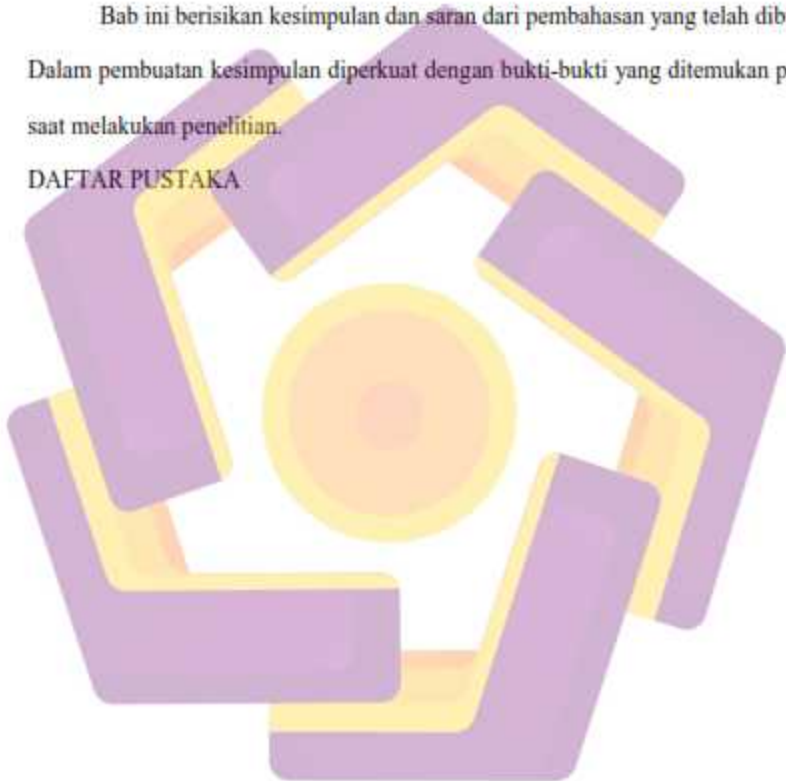 Bab ini berisikan kesimpulan dan saran dari pembahasan yang telah dib
Dalam pembuatan kesimpulan diperkuat dengan bukti-bukti yang ditemukan p
saat melakukan penelitian.
DAFTAR PUSTAKA